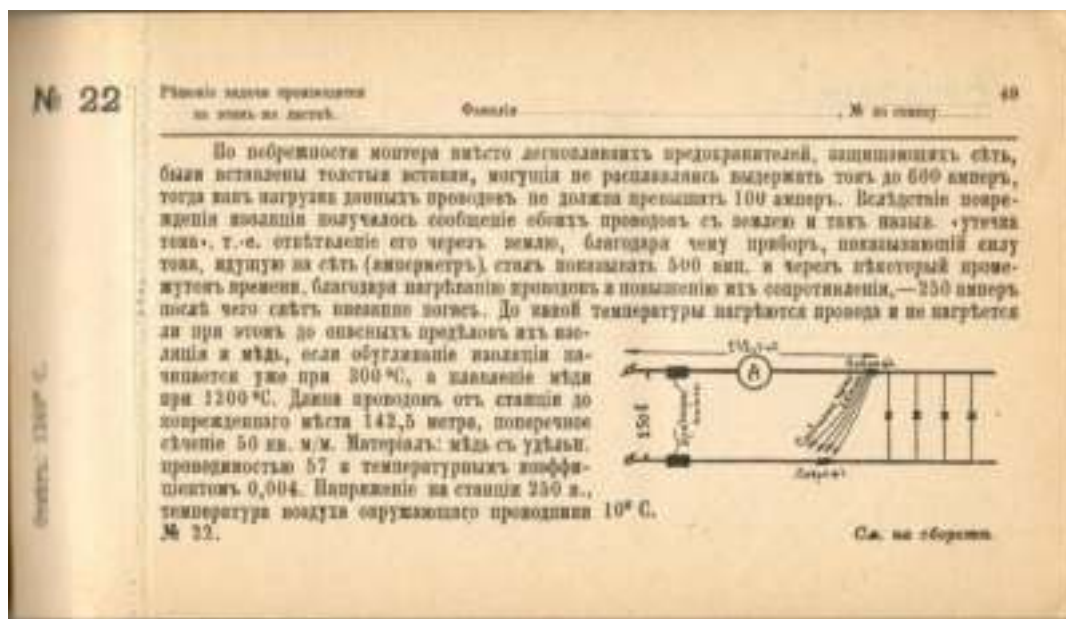 № 22
Рѣшеніе задачи производится
на этомъ же листкѣ.
Фамилія , № по списку
49
По небрежности монтера вмѣсто легкоплавкихъ предохранителей, защищающихъ сѣть,
были вставлены толстыя вставки, могущія не расплавляясь выдержать токъ до 600 амперъ,
тогда какъ нагрузка данныхъ проводовъ не должна превышать 100 амперъ. Вслѣдствіе повре-
жденія изоляціи получилось сообщеніе обоихъ проводовъ съ землею и такъ назыв. «утечка
тока», т.-е. отвѣтвленіе его черезъ землю, благодаря чему приборъ, показывающій силу
тока, идущую на сѣть (амперметръ), сталъ показывать 500 амп. и черезъ нѣкоторый проме-
жутокъ времени, благодаря нагрѣванію проводовъ и повышенію ихъ сопротивленія,—250 амперъ
послѣ чего свѣтъ внезапно погасъ. До какой температуры нагрѣются провода и не нагрѣется
ли при этомъ до опасныхъ предѣловъ ихъ изо-
ляція и мѣдь, если обугливаніе изоляціи на-
чинается уже при 300 °C, а плавленіе мѣди
при 1200 °C. Длина проводовъ отъ станціи до
поврежденнаго мѣста 142,5 метра, поперечное
сѣченіе 50 кв. м/м. Матеріалъ: мѣдь съ удѣльн.
проводимостью 57 и температурнымъ коэффи-
ціентомъ 0,004. Напряженіе на станціи 250 в.,
температура воздуха окружающаго проводники 10° C.
№ 22.
См. на оборотѣ.
A